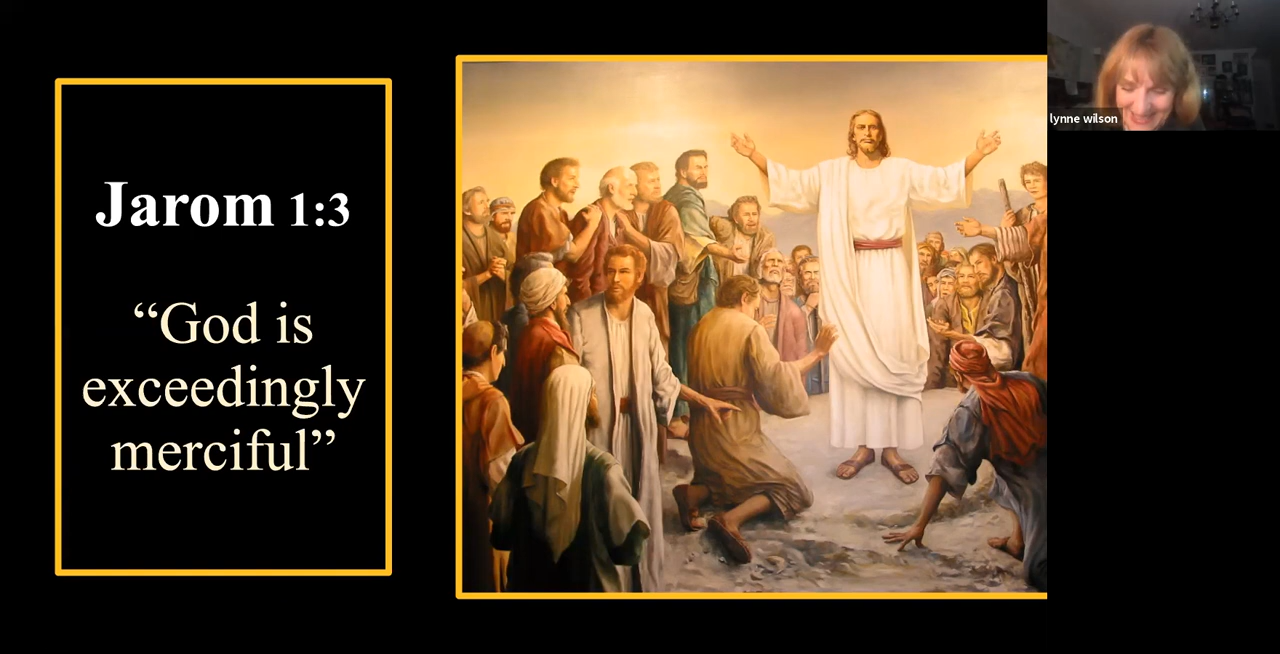 Jarom 1:3
“God is
exceedingly
merciful”
lynne wilson